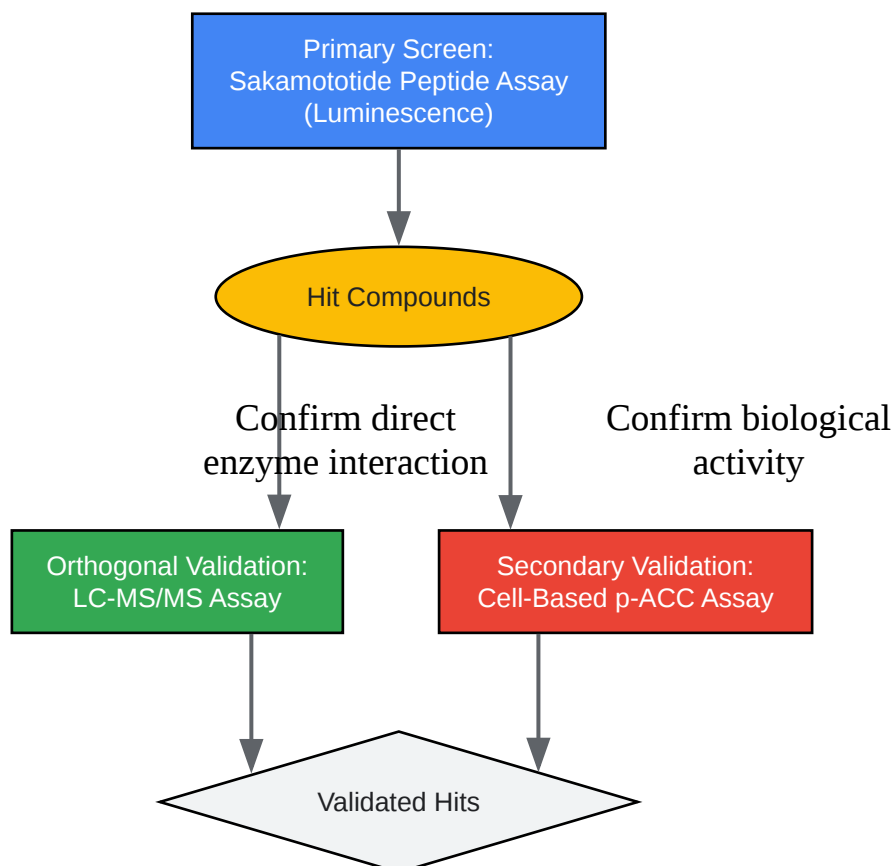 Primary Screen:
Sakamototide Peptide Assay
(Luminescence)
Hit Compounds
Confirm direct
enzyme interaction
Confirm biological
activity
Orthogonal Validation:
LC-MS/MS Assay
Secondary Validation:
Cell-Based p-ACC Assay
Validated Hits